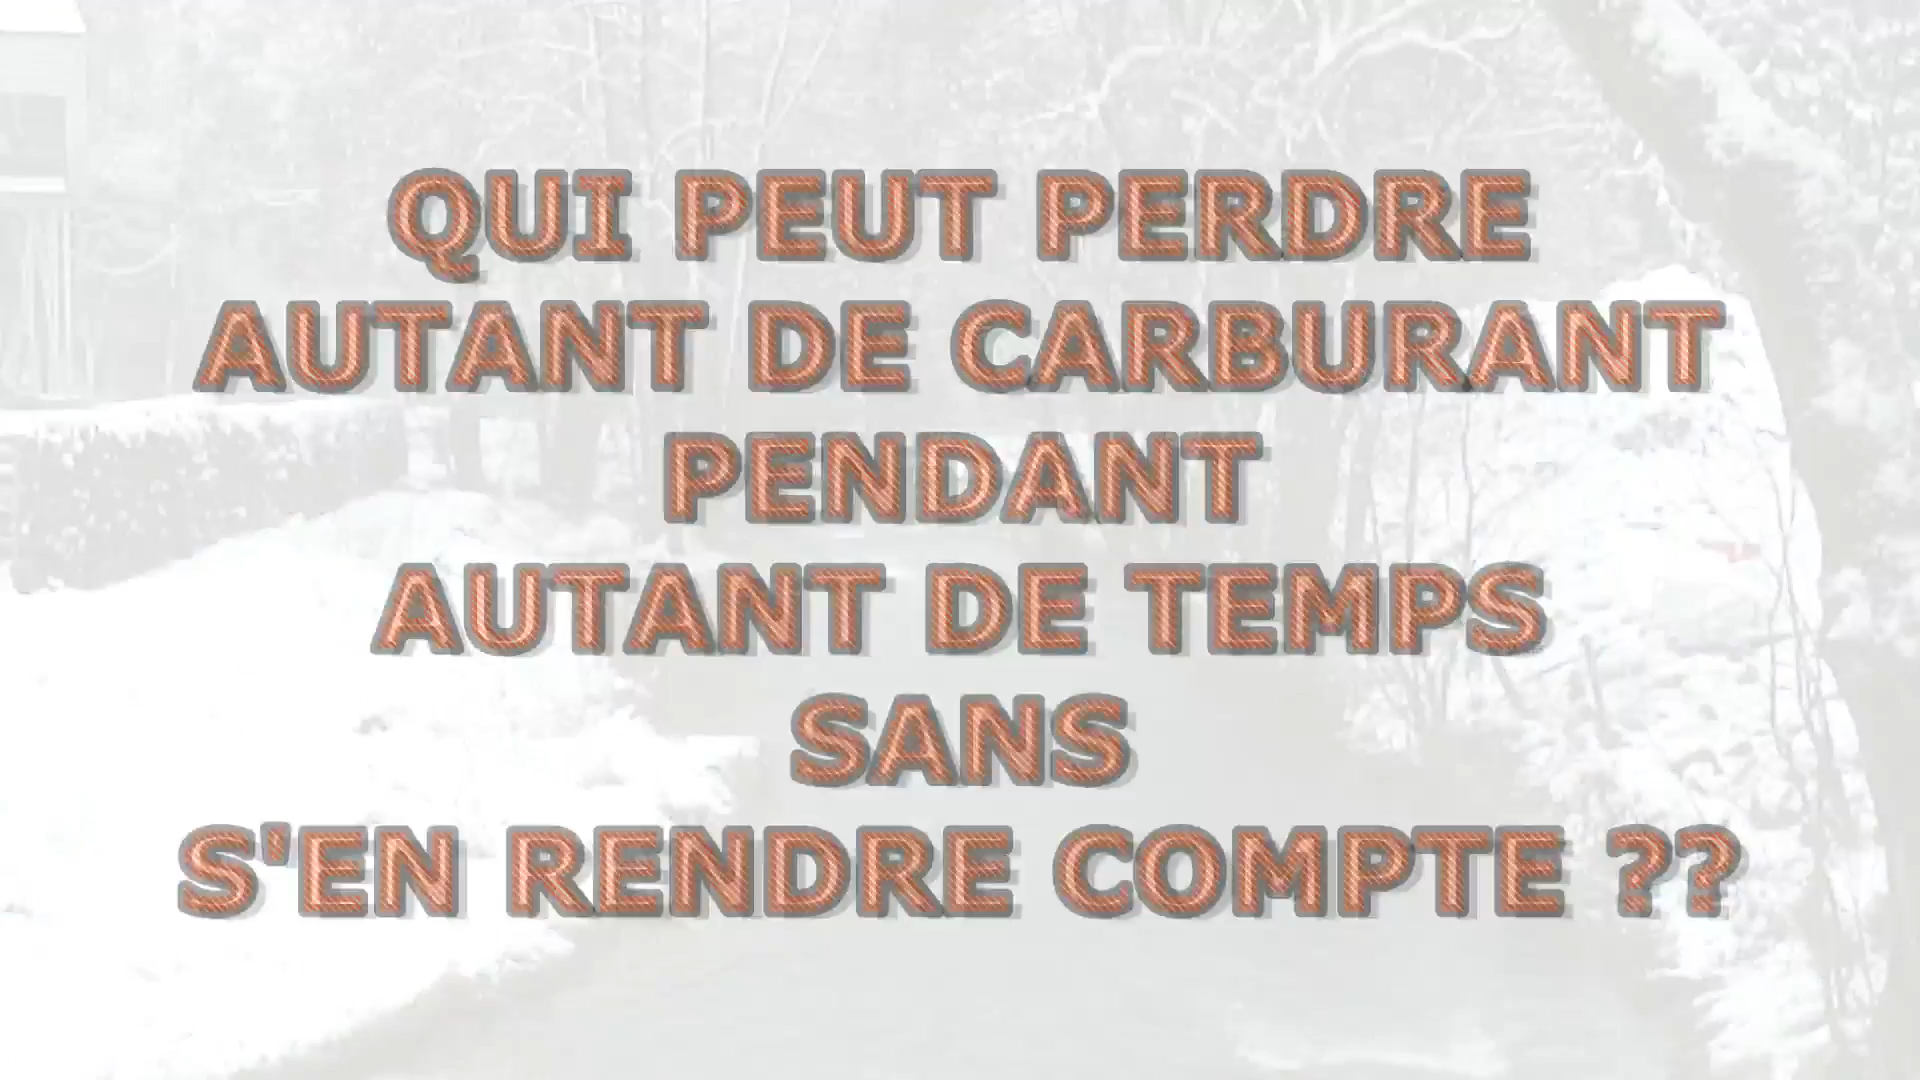 QUI PEUT PERDRE
AUTANT DE CARBURANT
PENDANT
AUTANT DE TEMPS
SANS
S'EN RENDRE COMPTE ??